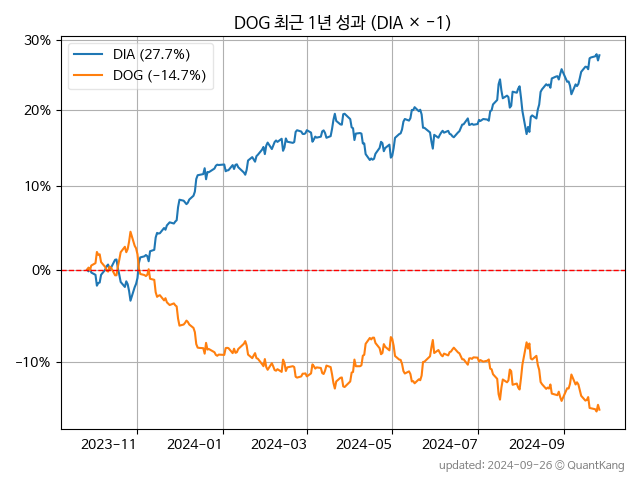 DOG 최근 1년 성과 (DIA × −1)
DIA (27.7%)
DOG (−14.7%)
30%
20%
10%
0%
−10%
2023-11
2024-01
2024-03
2024-05
2024-07
2024-09
updated: 2024-09-26 © QuantKang